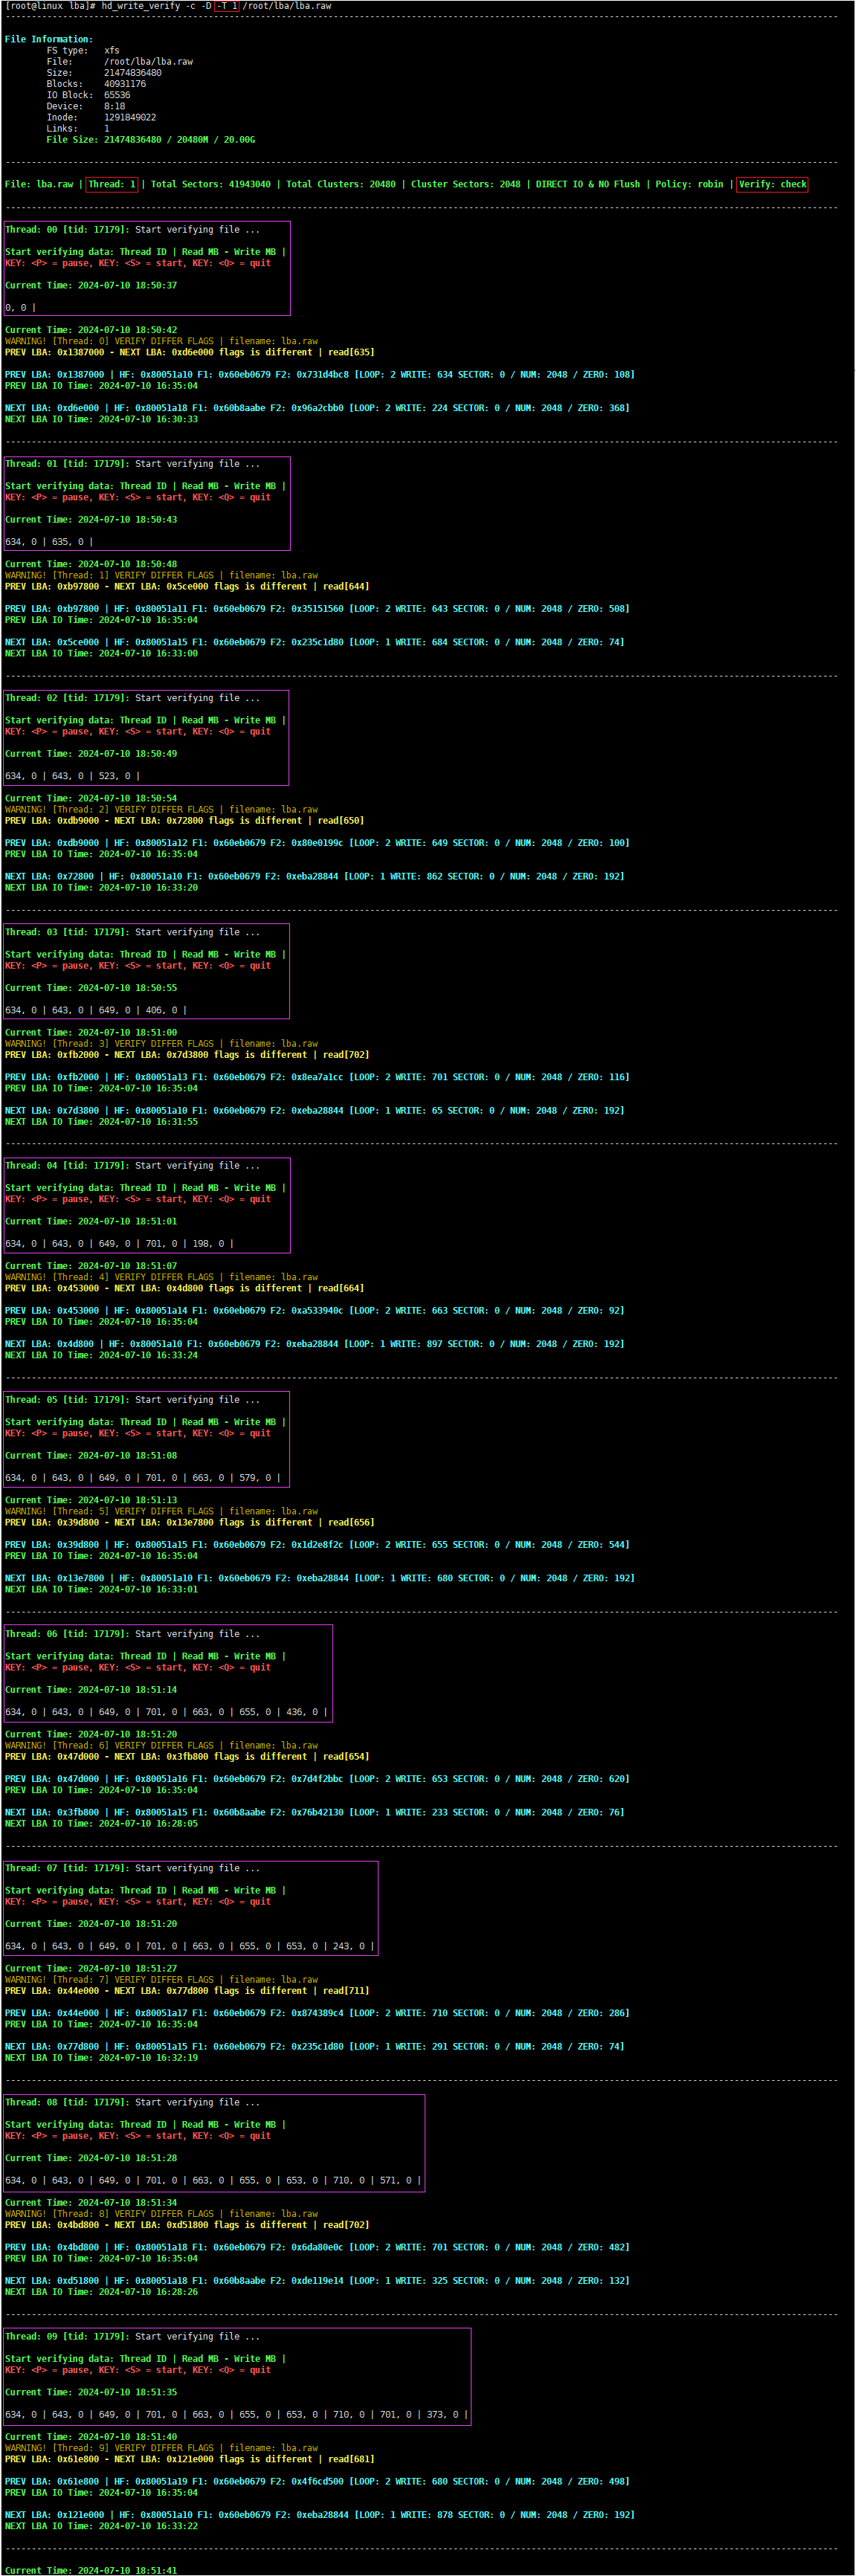 [root@linux lba]# hd_write_verify -c -D -T 1 /root/lba/lba.raw
--------------------------------------------------------------------------------
File Information:
FS type: xfs
File: /root/lba/lba.raw
Size: 21474836480
Blocks: 40931176
IO Block: 65536
Device: 8:18
Inode: 1291849022
Links: 1
File Size: 21474836480 / 20480M / 20.00G
--------------------------------------------------------------------------------
File: lba.raw | Thread: 1 | Total Sectors: 41943040 | Total Clusters: 20480 | Cluster Sectors: 2048 | DIRECT IO & NO Flush | Policy: robin | Verify: check
--------------------------------------------------------------------------------
Thread: 00 [tid: 17179]: Start verifying file ...
Start verifying data: Thread ID | Read MB - Write MB |
KEY: <P> = pause, KEY: <S> = start, KEY: <Q> = quit
Current Time: 2024-07-10 18:50:37
0, 0 |
Current Time: 2024-07-10 18:50:42
WARNING! [Thread: 0] VERIFY DIFFER FLAGS | filename: lba.raw
PREV LBA: 0x1387000 - NEXT LBA: 0xd6e000 flags is different | read[635]
PREV LBA: 0x1387000 | HF: 0x80051a10 F1: 0x60eb0679 F2: 0x731d4bc8 [LOOP: 2 WRITE: 634 SECTOR: 0 / NUM: 2048 / ZERO: 108]
PREV LBA IO Time: 2024-07-10 16:35:04
NEXT LBA: 0xd6e000 | HF: 0x80051a18 F1: 0x60b8aabe F2: 0x96a2cbb0 [LOOP: 2 WRITE: 224 SECTOR: 0 / NUM: 2048 / ZERO: 368]
NEXT LBA IO Time: 2024-07-10 16:30:33
--------------------------------------------------------------------------------
Thread: 01 [tid: 17179]: Start verifying file ...
Start verifying data: Thread ID | Read MB - Write MB |
KEY: <P> = pause, KEY: <S> = start, KEY: <Q> = quit
Current Time: 2024-07-10 18:50:43
634, 0 | 635, 0 |
Current Time: 2024-07-10 18:50:48
WARNING! [Thread: 1] VERIFY DIFFER FLAGS | filename: lba.raw
PREV LBA: 0xb97800 - NEXT LBA: 0x5ce000 flags is different | read[644]
PREV LBA: 0xb97800 | HF: 0x80051a11 F1: 0x60eb0679 F2: 0x35151560 [LOOP: 2 WRITE: 643 SECTOR: 0 / NUM: 2048 / ZERO: 508]
PREV LBA IO Time: 2024-07-10 16:35:04
NEXT LBA: 0x5ce000 | HF: 0x80051a15 F1: 0x60eb0679 F2: 0x235c1d80 [LOOP: 1 WRITE: 684 SECTOR: 0 / NUM: 2048 / ZERO: 74]
NEXT LBA IO Time: 2024-07-10 16:33:00
--------------------------------------------------------------------------------
Thread: 02 [tid: 17179]: Start verifying file ...
Start verifying data: Thread ID | Read MB - Write MB |
KEY: <P> = pause, KEY: <S> = start, KEY: <Q> = quit
Current Time: 2024-07-10 18:50:49
634, 0 | 643, 0 | 523, 0 |
Current Time: 2024-07-10 18:50:54
WARNING! [Thread: 2] VERIFY DIFFER FLAGS | filename: lba.raw
PREV LBA: 0xdb9000 - NEXT LBA: 0x72800 flags is different | read[650]
PREV LBA: 0xdb9000 | HF: 0x80051a12 F1: 0x60eb0679 F2: 0x80e0199c [LOOP: 2 WRITE: 649 SECTOR: 0 / NUM: 2048 / ZERO: 100]
PREV LBA IO Time: 2024-07-10 16:35:04
NEXT LBA: 0x72800 | HF: 0x80051a10 F1: 0x60eb0679 F2: 0xeba28844 [LOOP: 1 WRITE: 862 SECTOR: 0 / NUM: 2048 / ZERO: 192]
NEXT LBA IO Time: 2024-07-10 16:33:20
--------------------------------------------------------------------------------
Thread: 03 [tid: 17179]: Start verifying file ...
Start verifying data: Thread ID | Read MB - Write MB |
KEY: <P> = pause, KEY: <S> = start, KEY: <Q> = quit
Current Time: 2024-07-10 18:50:55
634, 0 | 643, 0 | 649, 0 | 406, 0 |
Current Time: 2024-07-10 18:51:00
WARNING! [Thread: 3] VERIFY DIFFER FLAGS | filename: lba.raw
PREV LBA: 0xfb2000 - NEXT LBA: 0x7d3800 flags is different | read[702]
PREV LBA: 0xfb2000 | HF: 0x80051a13 F1: 0x60eb0679 F2: 0x8ea7a1cc [LOOP: 2 WRITE: 701 SECTOR: 0 / NUM: 2048 / ZERO: 116]
PREV LBA IO Time: 2024-07-10 16:35:04
NEXT LBA: 0x7d3800 | HF: 0x80051a10 F1: 0x60eb0679 F2: 0xeba28844 [LOOP: 1 WRITE: 65 SECTOR: 0 / NUM: 2048 / ZERO: 192]
NEXT LBA IO Time: 2024-07-10 16:31:55
--------------------------------------------------------------------------------
Thread: 04 [tid: 17179]: Start verifying file ...
Start verifying data: Thread ID | Read MB - Write MB |
KEY: <P> = pause, KEY: <S> = start, KEY: <Q> = quit
Current Time: 2024-07-10 18:51:01
634, 0 | 643, 0 | 649, 0 | 701, 0 | 198, 0 |
Current Time: 2024-07-10 18:51:07
WARNING! [Thread: 4] VERIFY DIFFER FLAGS | filename: lba.raw
PREV LBA: 0x453000 - NEXT LBA: 0x4d800 flags is different | read[664]
PREV LBA: 0x453000 | HF: 0x80051a14 F1: 0x60eb0679 F2: 0xa533940c [LOOP: 2 WRITE: 663 SECTOR: 0 / NUM: 2048 / ZERO: 92]
PREV LBA IO Time: 2024-07-10 16:35:04
NEXT LBA: 0x4d800 | HF: 0x80051a10 F1: 0x60eb0679 F2: 0xeba28844 [LOOP: 1 WRITE: 897 SECTOR: 0 / NUM: 2048 / ZERO: 192]
NEXT LBA IO Time: 2024-07-10 16:33:24
--------------------------------------------------------------------------------
Thread: 05 [tid: 17179]: Start verifying file ...
Start verifying data: Thread ID | Read MB - Write MB |
KEY: <P> = pause, KEY: <S> = start, KEY: <Q> = quit
Current Time: 2024-07-10 18:51:08
634, 0 | 643, 0 | 649, 0 | 701, 0 | 663, 0 | 579, 0 |
Current Time: 2024-07-10 18:51:13
WARNING! [Thread: 5] VERIFY DIFFER FLAGS | filename: lba.raw
PREV LBA: 0x39d800 - NEXT LBA: 0x13e7800 flags is different | read[656]
PREV LBA: 0x39d800 | HF: 0x80051a15 F1: 0x60eb0679 F2: 0x1d2e8f2c [LOOP: 2 WRITE: 655 SECTOR: 0 / NUM: 2048 / ZERO: 544]
PREV LBA IO Time: 2024-07-10 16:35:04
NEXT LBA: 0x13e7800 | HF: 0x80051a10 F1: 0x60eb0679 F2: 0xeba28844 [LOOP: 1 WRITE: 680 SECTOR: 0 / NUM: 2048 / ZERO: 192]
NEXT LBA IO Time: 2024-07-10 16:33:01
--------------------------------------------------------------------------------
Thread: 06 [tid: 17179]: Start verifying file ...
Start verifying data: Thread ID | Read MB - Write MB |
KEY: <P> = pause, KEY: <S> = start, KEY: <Q> = quit
Current Time: 2024-07-10 18:51:14
634, 0 | 643, 0 | 649, 0 | 701, 0 | 663, 0 | 655, 0 | 436, 0 |
Current Time: 2024-07-10 18:51:20
WARNING! [Thread: 6] VERIFY DIFFER FLAGS | filename: lba.raw
PREV LBA: 0x47d000 - NEXT LBA: 0x3fb800 flags is different | read[654]
PREV LBA: 0x47d000 | HF: 0x80051a16 F1: 0x60eb0679 F2: 0x7d4f2bbc [LOOP: 2 WRITE: 653 SECTOR: 0 / NUM: 2048 / ZERO: 620]
PREV LBA IO Time: 2024-07-10 16:35:04
NEXT LBA: 0x3fb800 | HF: 0x80051a15 F1: 0x60b8aabe F2: 0x76b42130 [LOOP: 1 WRITE: 233 SECTOR: 0 / NUM: 2048 / ZERO: 76]
NEXT LBA IO Time: 2024-07-10 16:28:05
--------------------------------------------------------------------------------
Thread: 07 [tid: 17179]: Start verifying file ...
Start verifying data: Thread ID | Read MB - Write MB |
KEY: <P> = pause, KEY: <S> = start, KEY: <Q> = quit
Current Time: 2024-07-10 18:51:20
634, 0 | 643, 0 | 649, 0 | 701, 0 | 663, 0 | 655, 0 | 653, 0 | 243, 0 |
Current Time: 2024-07-10 18:51:27
WARNING! [Thread: 7] VERIFY DIFFER FLAGS | filename: lba.raw
PREV LBA: 0x44e000 - NEXT LBA: 0x77d800 flags is different | read[711]
PREV LBA: 0x44e000 | HF: 0x80051a17 F1: 0x60eb0679 F2: 0x874389c4 [LOOP: 2 WRITE: 710 SECTOR: 0 / NUM: 2048 / ZERO: 286]
PREV LBA IO Time: 2024-07-10 16:35:04
NEXT LBA: 0x77d800 | HF: 0x80051a15 F1: 0x60eb0679 F2: 0x235c1d80 [LOOP: 1 WRITE: 291 SECTOR: 0 / NUM: 2048 / ZERO: 74]
NEXT LBA IO Time: 2024-07-10 16:32:19
--------------------------------------------------------------------------------
Thread: 08 [tid: 17179]: Start verifying file ...
Start verifying data: Thread ID | Read MB - Write MB |
KEY: <P> = pause, KEY: <S> = start, KEY: <Q> = quit
Current Time: 2024-07-10 18:51:28
634, 0 | 643, 0 | 649, 0 | 701, 0 | 663, 0 | 655, 0 | 653, 0 | 710, 0 | 571, 0 |
Current Time: 2024-07-10 18:51:34
WARNING! [Thread: 8] VERIFY DIFFER FLAGS | filename: lba.raw
PREV LBA: 0x4bd800 - NEXT LBA: 0xd51800 flags is different | read[702]
PREV LBA: 0x4bd800 | HF: 0x80051a18 F1: 0x60eb0679 F2: 0x6da80e0c [LOOP: 2 WRITE: 701 SECTOR: 0 / NUM: 2048 / ZERO: 482]
PREV LBA IO Time: 2024-07-10 16:35:04
NEXT LBA: 0xd51800 | HF: 0x80051a18 F1: 0x60b8aabe F2: 0xde119e14 [LOOP: 1 WRITE: 325 SECTOR: 0 / NUM: 2048 / ZERO: 132]
NEXT LBA IO Time: 2024-07-10 16:28:26
--------------------------------------------------------------------------------
Thread: 09 [tid: 17179]: Start verifying file ...
Start verifying data: Thread ID | Read MB - Write MB |
KEY: <P> = pause, KEY: <S> = start, KEY: <Q> = quit
Current Time: 2024-07-10 18:51:35
634, 0 | 643, 0 | 649, 0 | 701, 0 | 663, 0 | 655, 0 | 653, 0 | 710, 0 | 701, 0 | 373, 0 |
Current Time: 2024-07-10 18:51:40
WARNING! [Thread: 9] VERIFY DIFFER FLAGS | filename: lba.raw
PREV LBA: 0x61e800 - NEXT LBA: 0x121e000 flags is different | read[681]
PREV LBA: 0x61e800 | HF: 0x80051a19 F1: 0x60eb0679 F2: 0x4f6cd500 [LOOP: 2 WRITE: 680 SECTOR: 0 / NUM: 2048 / ZERO: 498]
PREV LBA IO Time: 2024-07-10 16:35:04
NEXT LBA: 0x121e000 | HF: 0x80051a10 F1: 0x60eb0679 F2: 0xeba28844 [LOOP: 1 WRITE: 878 SECTOR: 0 / NUM: 2048 / ZERO: 192]
NEXT LBA IO Time: 2024-07-10 16:33:22
--------------------------------------------------------------------------------
Current Time: 2024-07-10 18:51:41